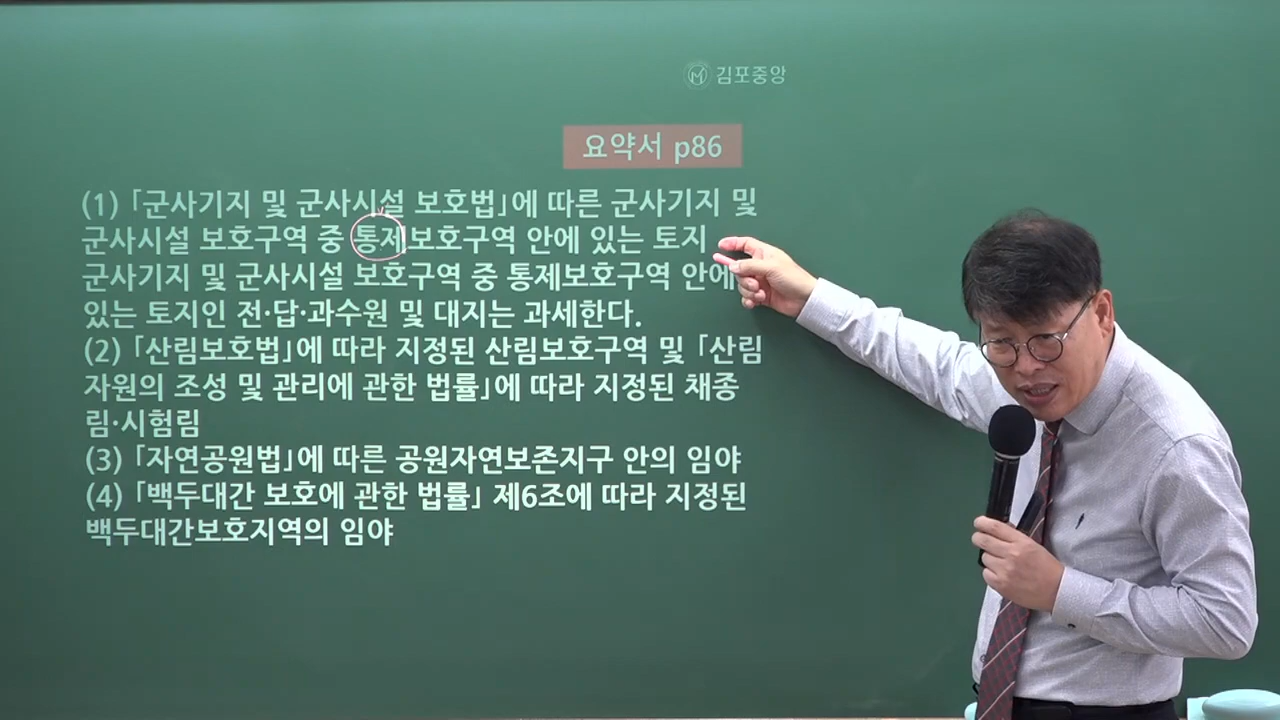 김포중앙
요약서 p86
(1) ｢군사기지 및 군사시설 보호법｣에 따른 군사기지 및
군사시설 보호구역 중 통제보호구역 안에 있는 토지
군사기지 및 군사시설 보호구역 중 통제보호구역 안에
있는 토지인 전·답·과수원 및 대지는 과세한다.
(2) ｢산림보호법｣에 따라 지정된 산림보호구역 및 ｢산림
자원의 조성 및 관리에 관한 법률｣에 따라 지정된 채종
림·시험림
(3) ｢자연공원법｣에 따른 공원자연보존지구 안의 임야
(4) ｢백두대간 보호에 관한 법률｣ 제6조에 따라 지정된
백두대간보호지역의 임야